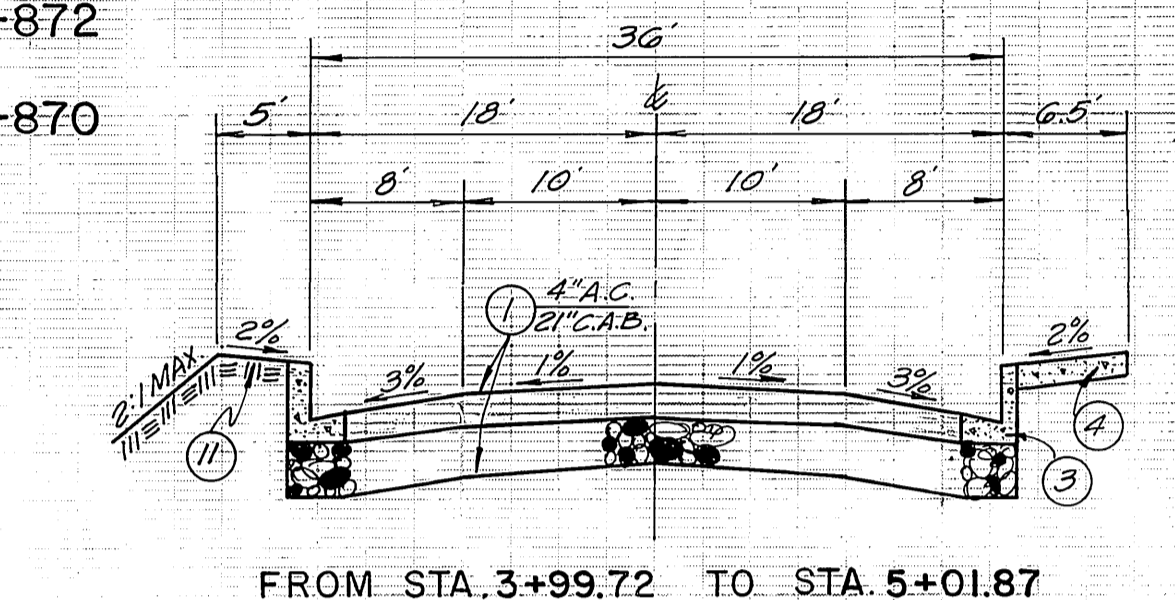 -872
36'
-870
5' 18' ℄ 18' 6.5'
8' 10' 10' 8'
1 4" A.C.
21" C.A.B.
2:1 MAX. 2% 3% 1% 1% 3% 2%
11 4
3
FROM STA. 3+99.72 TO STA. 5+01.87